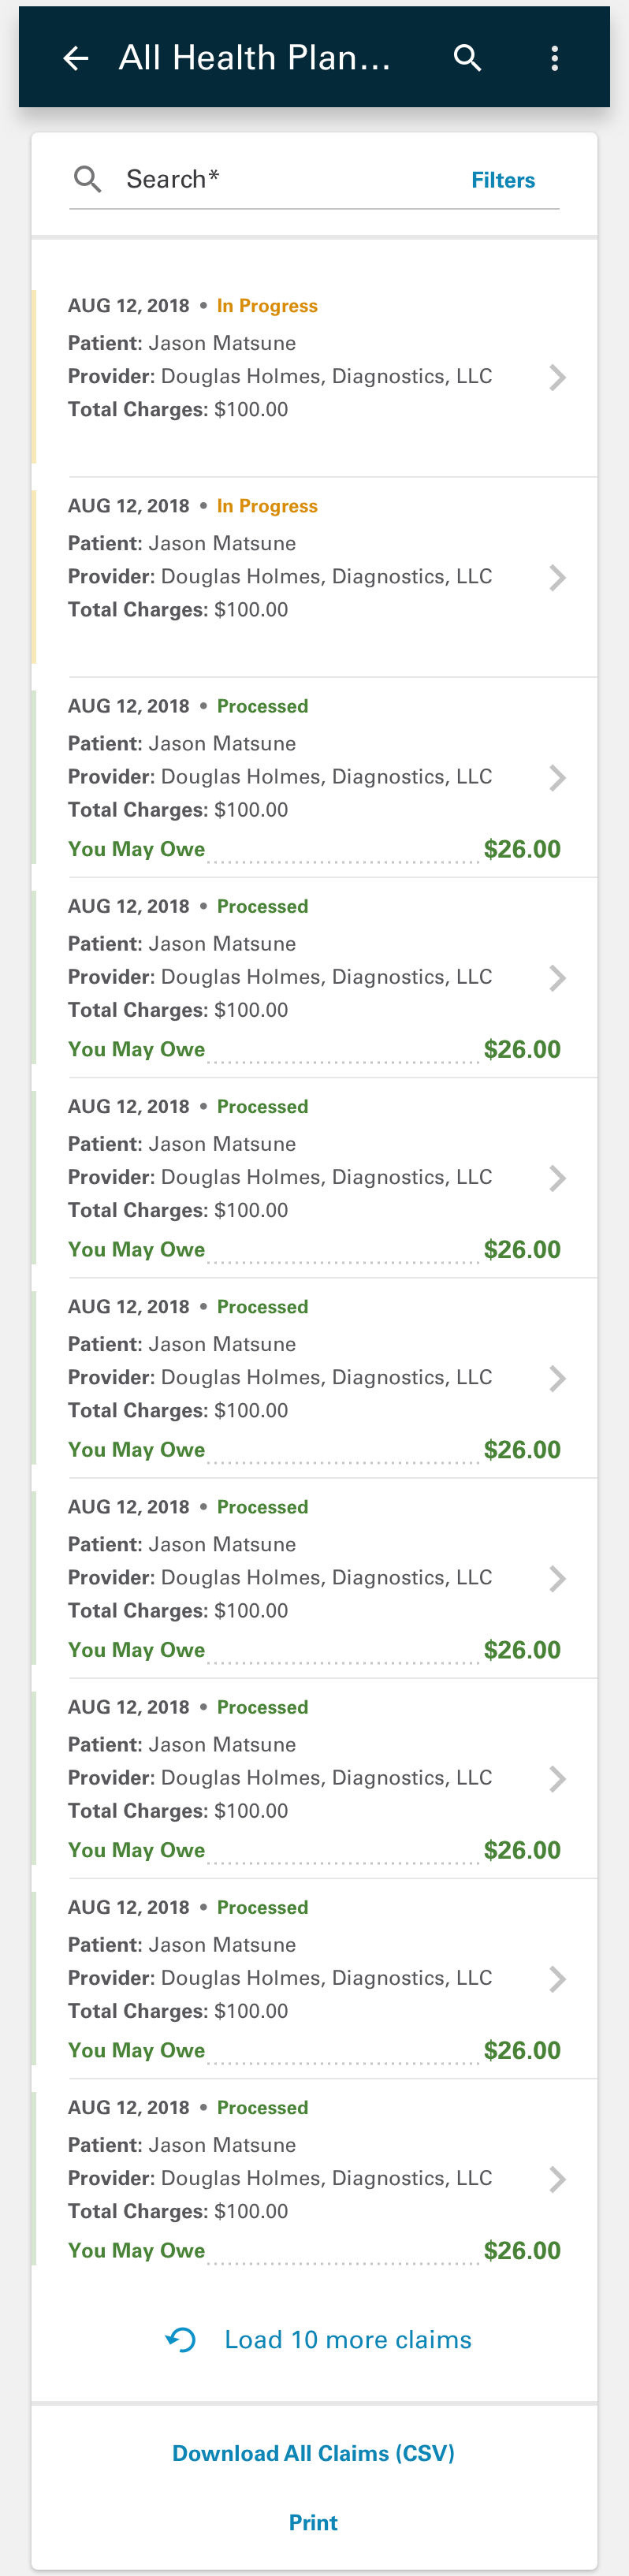 All Health Plan...
Search*
Filters
AUG 12, 2018 • In Progress
Patient: Jason Matsune
Provider: Douglas Holmes, Diagnostics, LLC
Total Charges: $100.00
AUG 12, 2018 • In Progress
Patient: Jason Matsune
Provider: Douglas Holmes, Diagnostics, LLC
Total Charges: $100.00
AUG 12, 2018 • Processed
Patient: Jason Matsune
Provider: Douglas Holmes, Diagnostics, LLC
Total Charges: $100.00
You May Owe $26.00
AUG 12, 2018 • Processed
Patient: Jason Matsune
Provider: Douglas Holmes, Diagnostics, LLC
Total Charges: $100.00
You May Owe $26.00
AUG 12, 2018 • Processed
Patient: Jason Matsune
Provider: Douglas Holmes, Diagnostics, LLC
Total Charges: $100.00
You May Owe $26.00
AUG 12, 2018 • Processed
Patient: Jason Matsune
Provider: Douglas Holmes, Diagnostics, LLC
Total Charges: $100.00
You May Owe $26.00
AUG 12, 2018 • Processed
Patient: Jason Matsune
Provider: Douglas Holmes, Diagnostics, LLC
Total Charges: $100.00
You May Owe $26.00
AUG 12, 2018 • Processed
Patient: Jason Matsune
Provider: Douglas Holmes, Diagnostics, LLC
Total Charges: $100.00
You May Owe $26.00
AUG 12, 2018 • Processed
Patient: Jason Matsune
Provider: Douglas Holmes, Diagnostics, LLC
Total Charges: $100.00
You May Owe $26.00
AUG 12, 2018 • Processed
Patient: Jason Matsune
Provider: Douglas Holmes, Diagnostics, LLC
Total Charges: $100.00
You May Owe $26.00
Load 10 more claims
Download All Claims (CSV)
Print